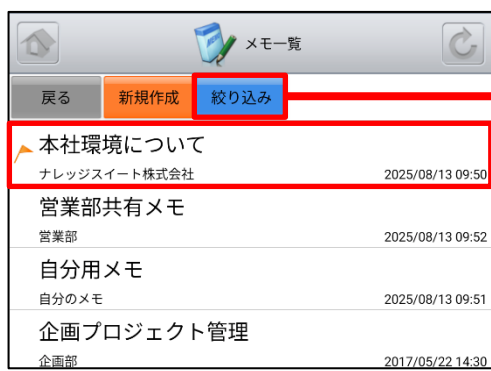 メモ一覧
戻る 新規作成 絞り込み
本社環境について
ナレッジスイート株式会社 2025/08/13 09:50
営業部共有メモ
営業部 2025/08/13 09:52
自分用メモ
自分のメモ 2025/08/13 09:51
企画プロジェクト管理
企画部 2017/05/22 14:30